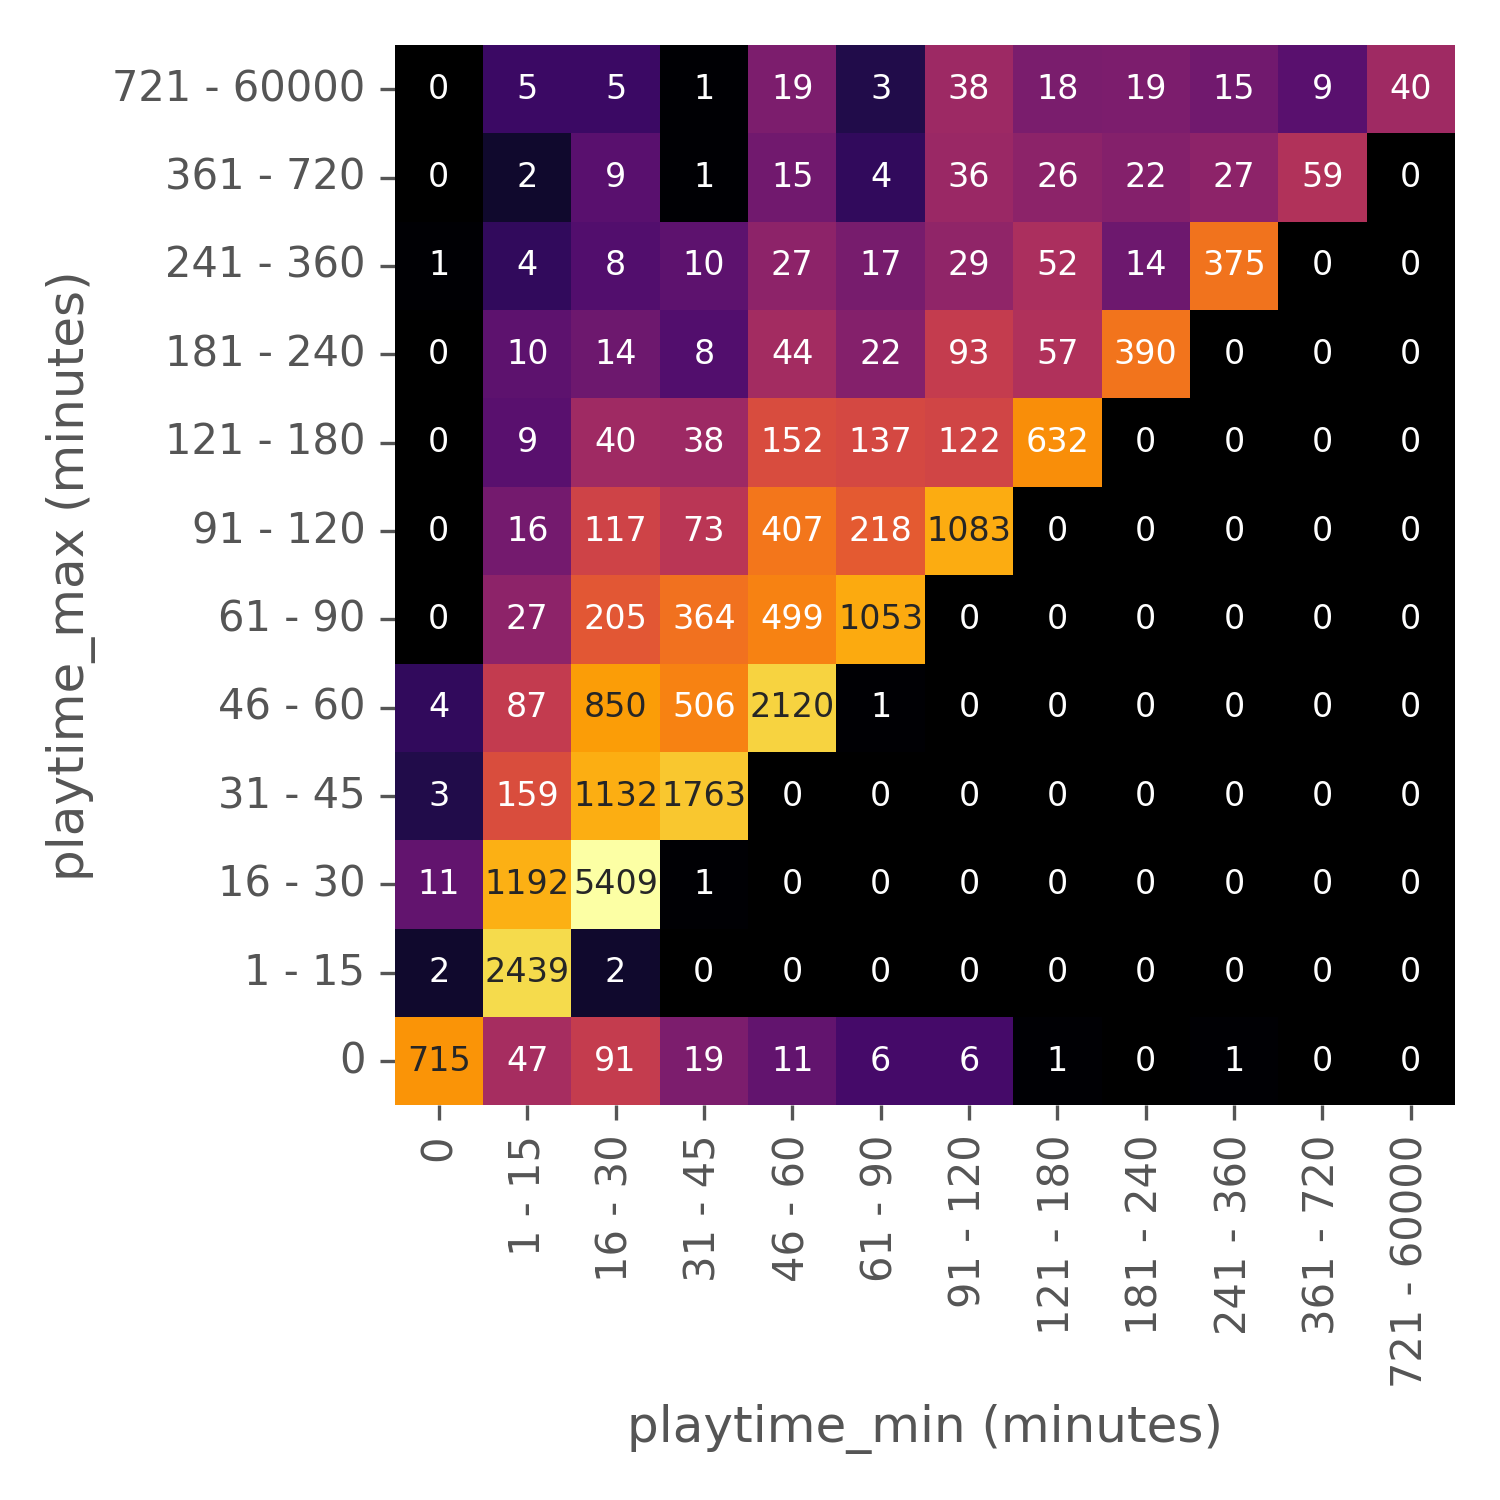 721 - 60000 0 5 5 1 19 3 38 18 19 15 9 40
361 - 720 0 2 9 1 15 4 36 26 22 27 59 0
241 - 360 1 4 8 10 27 17 29 52 14 375 0 0
181 - 240 0 10 14 8 44 22 93 57 390 0 0 0
121 - 180 0 9 40 38 152 137 122 632 0 0 0 0
91 - 120 0 16 117 73 407 218 1083 0 0 0 0 0
61 - 90 0 27 205 364 499 1053 0 0 0 0 0 0
46 - 60 4 87 850 506 2120 1 0 0 0 0 0 0
31 - 45 3 159 1132 1763 0 0 0 0 0 0 0 0
16 - 30 11 1192 5409 1 0 0 0 0 0 0 0 0
1 - 15 2 2439 2 0 0 0 0 0 0 0 0 0
0 715 47 91 19 11 6 6 1 0 1 0 0
playtime_max (minutes)
0
1 - 15
16 - 30
31 - 45
46 - 60
61 - 90
91 - 120
121 - 180
181 - 240
241 - 360
361 - 720
721 - 60000
playtime_min (minutes)